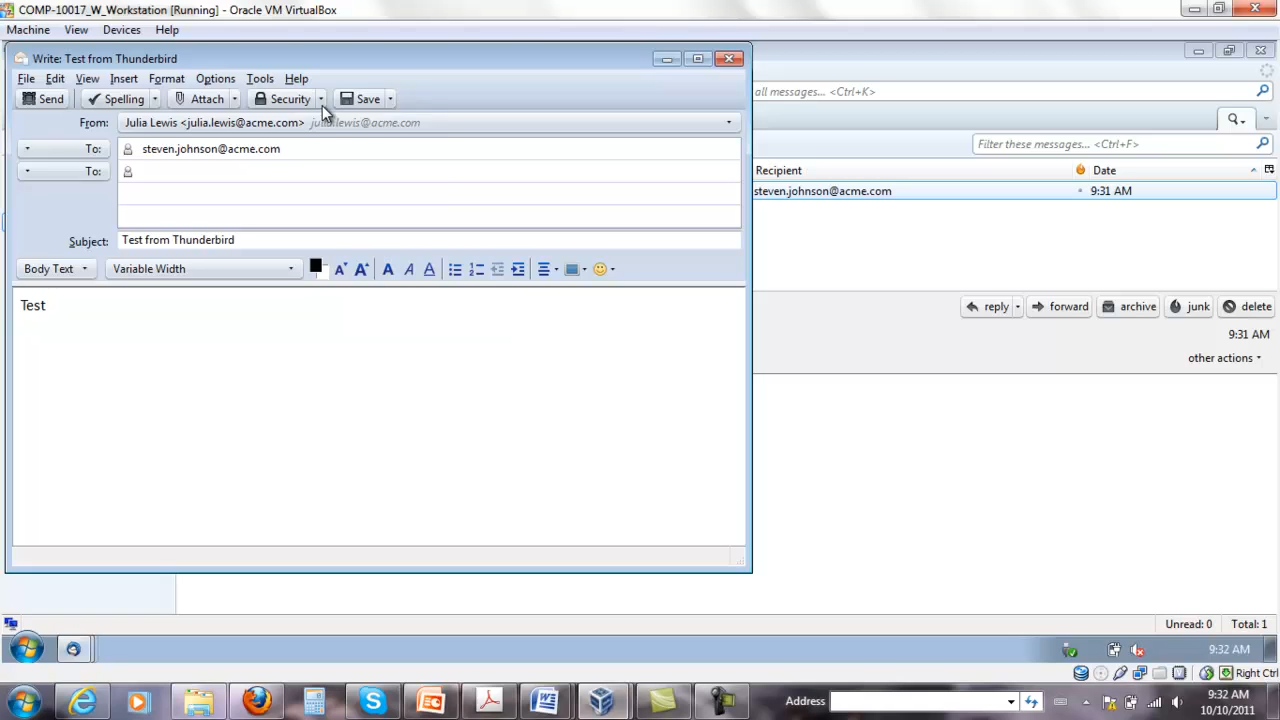 COMP-10017_W_Workstation [Running] - Oracle VM VirtualBox
Machine View Devices Help
Write: Test from Thunderbird
File Edit View Insert Format Options Tools Help
Send Spelling Attach Security Save
all messages... <Ctrl+K>
From: Julia Lewis <julia.lewis@acme.com> julia.lewis@acme.com
To: steven.johnson@acme.com
To:
Filter these messages... <Ctrl+F>
Recipient Date
steven.johnson@acme.com 9:31 AM
Subject: Test from Thunderbird
Body Text Variable Width
Test
reply forward archive junk delete
9:31 AM
other actions
Unread: 0 Total: 1
9:32 AM
Right Ctrl
Address
9:32 AM
10/10/2011